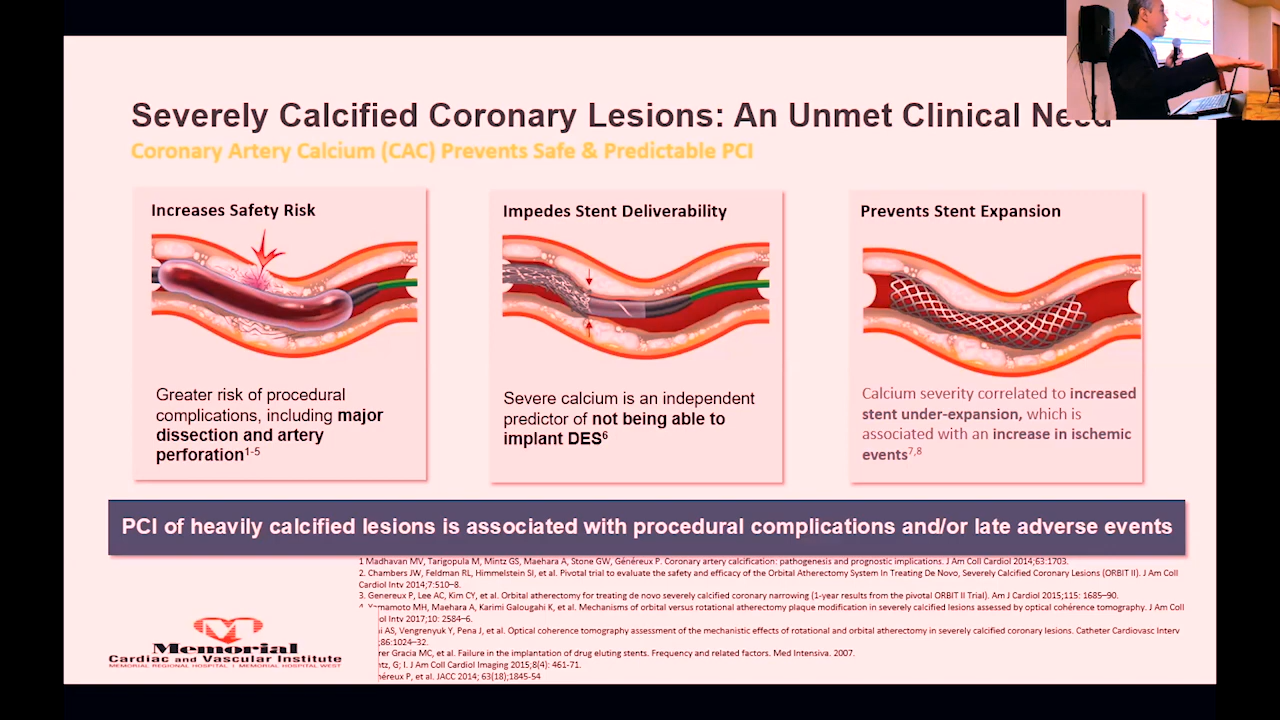 Severely Calcified Coronary Lesions: An Unmet Clinical Need
Coronary Artery Calcium (CAC) Prevents Safe & Predictable PCI
Increases Safety Risk
Greater risk of procedural
complications, including major
dissection and artery
perforation1-5
Impedes Stent Deliverability
Severe calcium is an independent
predictor of not being able to
implant DES6
Prevents Stent Expansion
Calcium severity correlated to increased
stent under-expansion, which is
associated with an increase in ischemic
events7,8
PCI of heavily calcified lesions is associated with procedural complications and/or late adverse events
1 Madhavan MV, Tarigopula M, Mintz GS, Maehara A, Stone GW, Généreux P. Coronary artery calcification: pathogenesis and prognostic implications. J Am Coll Cardiol 2014;63:1703.
2. Chambers JW, Feldman RL, Himmelstein SI, et al. Pivotal trial to evaluate the safety and efficacy of the Orbital Atherectomy System In Treating De Novo, Severely Calcified Coronary Lesions (ORBIT II). J Am Coll
Cardiol Intv 2014;7:510–8.
3. Genereux P, Lee AC, Kim CY, et al. Orbital atherectomy for treating de novo severely calcified coronary narrowing (1-year results from the pivotal ORBIT II Trial). Am J Cardiol 2015;115: 1685–90.
4. Yamamoto MH, Maehara A, Karimi Galougahi K, et al. Mechanisms of orbital versus rotational atherectomy plaque modification in severely calcified lesions assessed by optical cohérence tomography. J Am Coll
ol Intv 2017;10: 2584–6.
AS, Vengrenyuk Y, Pena J, et al. Optical coherence tomography assessment of the mechanistic effects of rotational and orbital atherectomy in severely calcified coronary lesions. Catheter Cardiovasc Interv
;86:1024–32.
rer Gracia MC, et al. Failure in the implantation of drug eluting stents. Frequency and related factors. Med Intensiva. 2007.
ntz, G; I. J Am Coll Cardiol Imaging 2015;8(4): 461-71.
néreux P, et al. JACC 2014; 63(18);1845-54
Memorial
Cardiac and Vascular Institute
MEMORIAL REGIONAL HOSPITAL | MEMORIAL HOSPITAL WEST